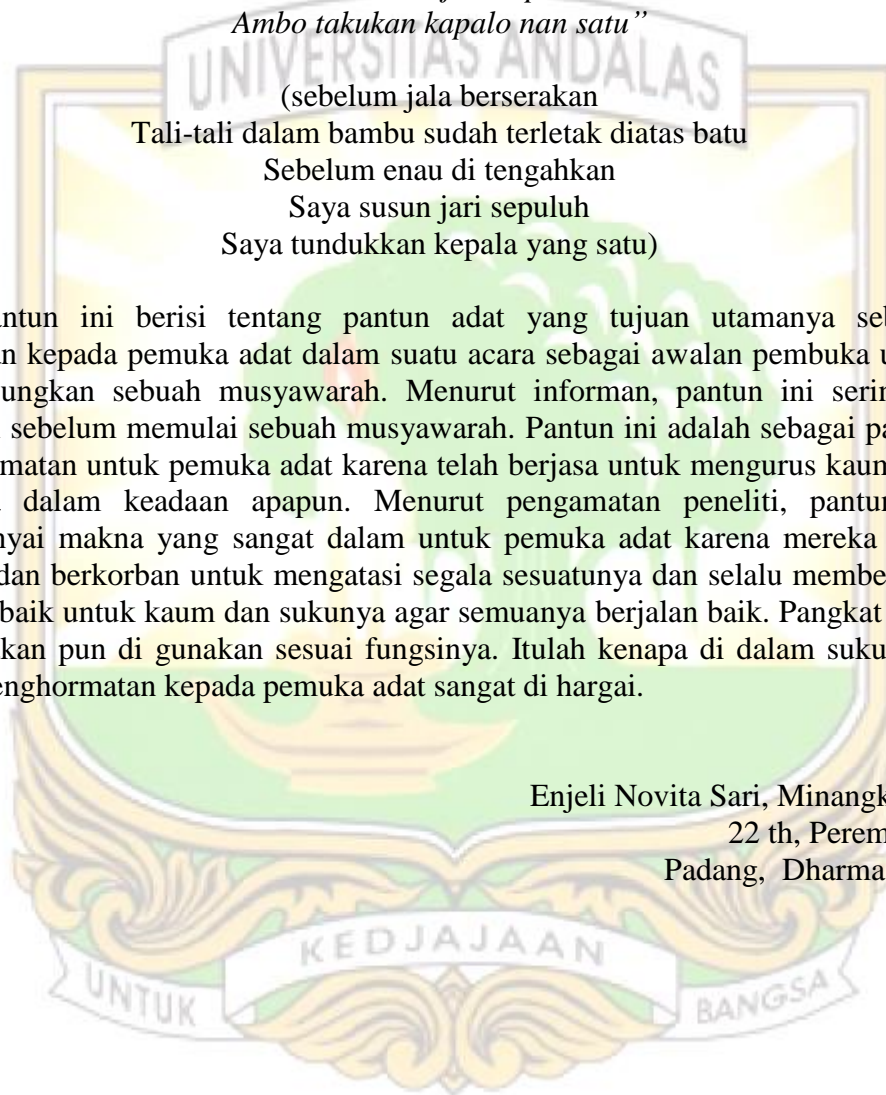 Ambo takukan kapalo nan satu”
UNIVERSITAS ANDALAS
(sebelum jala berserakan
Tali-tali dalam bambu sudah terletak diatas batu
Sebelum enau di tengahkan
Saya susun jari sepuluh
Saya tundukkan kepala yang satu)
antun ini berisi tentang pantun adat yang tujuan utamanya seb
an kepada pemuka adat dalam suatu acara sebagai awalan pembuka u
ungkan sebuah musyawarah. Menurut informan, pantun ini serin
sebelum memulai sebuah musyawarah. Pantun ini adalah sebagai pa
matan untuk pemuka adat karena telah berjasa untuk mengurus kaum
dalam keadaan apapun. Menurut pengamatan peneliti, pantun
nyai makna yang sangat dalam untuk pemuka adat karena mereka
dan berkorban untuk mengatasi segala sesuatunya dan selalu membe
baik untuk kaum dan sukunya agar semuanya berjalan baik. Pangkat
kan pun di gunakan sesuai fungsinya. Itulah kenapa di dalam suku
enghormatan kepada pemuka adat sangat di hargai.
Enjeli Novita Sari, Minangk
22 th, Perem
Padang, Dharma
KEDJAJAAN
UNTUK BANGSA